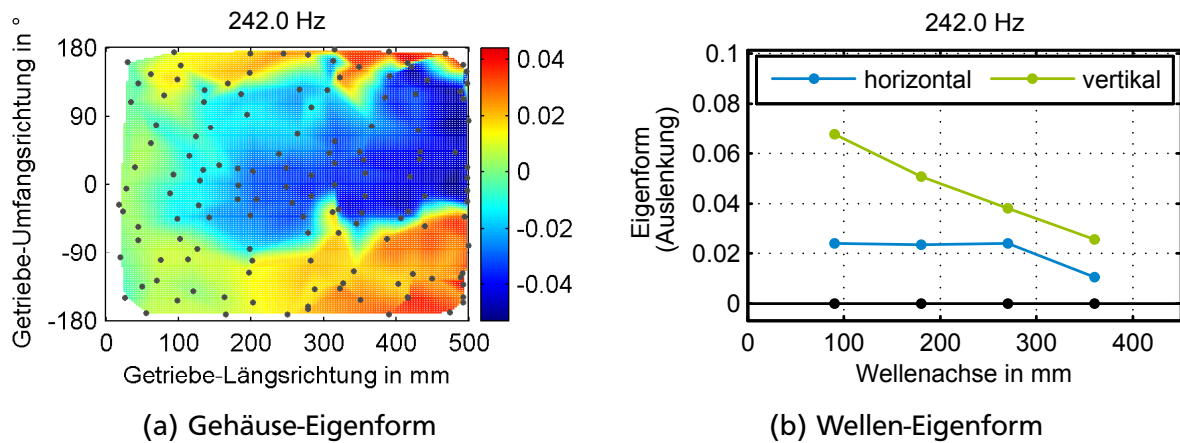 242.0 Hz
Getriebe-Umfangsrichtung in °
180
90
0
-90
-180
0 100 200 300 400 500
Getriebe-Längsrichtung in mm
0.04
0.02
0
-0.02
-0.04
(a) Gehäuse-Eigenform
242.0 Hz
Eigenform
(Auslenkung)
0.1
0.08
0.06
0.04
0.02
0
horizontal vertikal
0 100 200 300 400
Wellenachse in mm
(b) Wellen-Eigenform